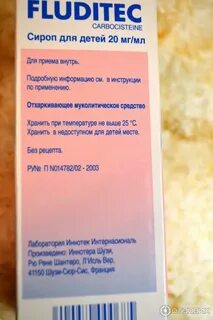 FLUDITEC
CARBOCISTEINE
Сироп для детей 20 мг/мл
Для приема внутрь.
Подробную информацию см. в инструкции
по применению.
Отхаркивающее муколитическое средство
Хранить при температуре не выше 25 °C.
Хранить в недоступном для детей месте.
Без рецепта.
РУ№ П N014782/02 - 2003
Лаборатория Иннотек Интернасиональ
Произведено: Иннотера Шузи,
Рю Рене Шантеро, Л'Иль Вер,
41150 Шузи-Сюр-Сис, Франция